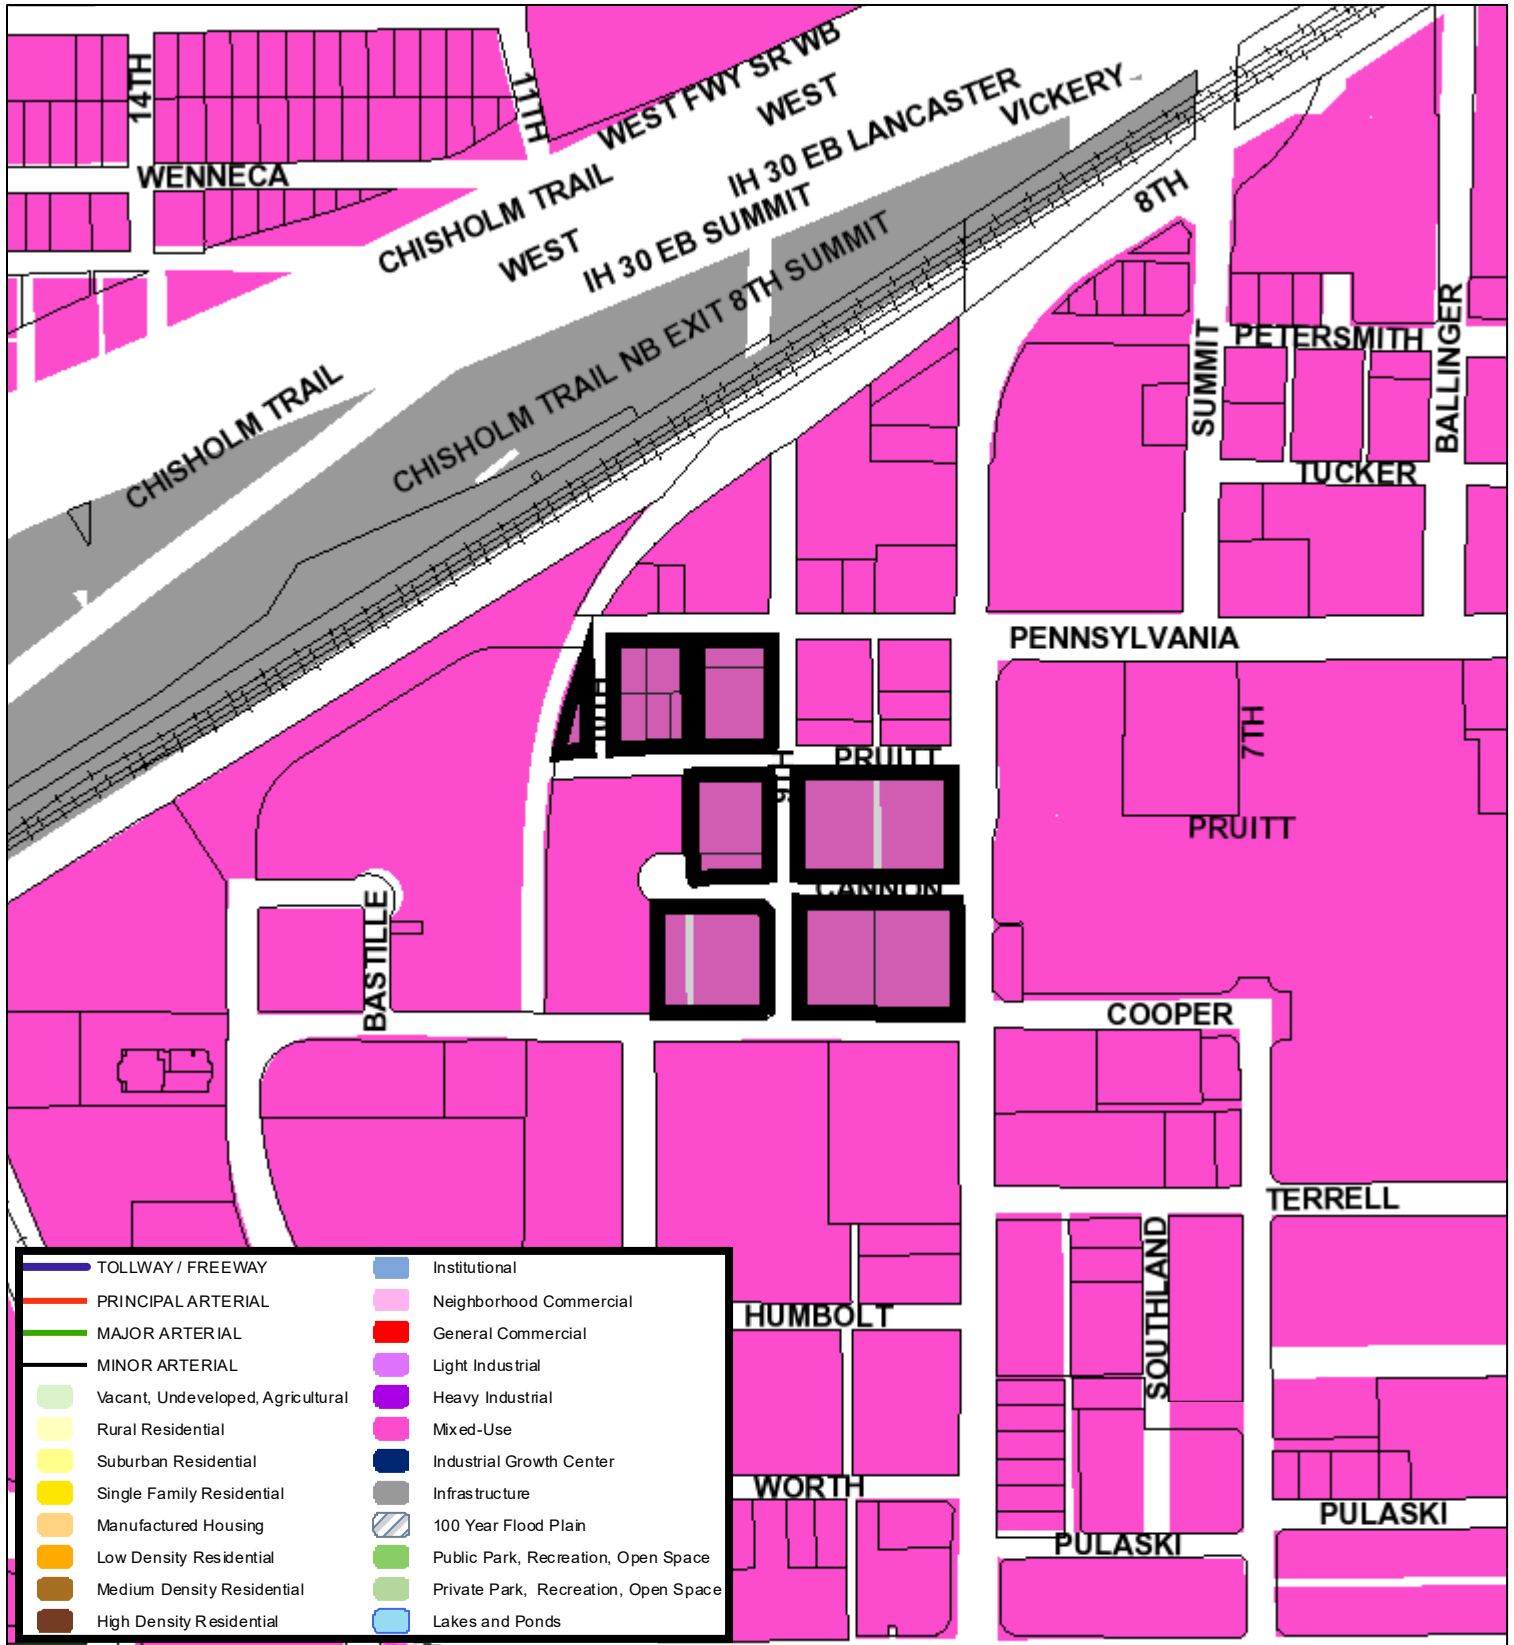 14TH
11TH
WEST FWY SR WB
WEST
IH 30 EB LANCASTER
VICKERY
WENNECA
CHISHOLM TRAIL
WEST
IH 30 EB SUMMIT
8TH
CHISHOLM TRAIL NB EXIT 8TH SUMMIT
CHISHOLM TRAIL
SUMMIT
PETERSMITH
BALLINGER
TUCKER
PENNSYLVANIA
10TH
7TH
PRUITT
9TH
PRUITT
CANNON
BASTILLE
COOPER
TERRELL
SOUTHLAND
HUMBOLT
WORTH
PULASKI
PULASKI
TOLLWAY / FREEWAY
PRINCIPAL ARTERIAL
MAJOR ARTERIAL
MINOR ARTERIAL
Vacant, Undeveloped, Agricultural
Rural Residential
Suburban Residential
Single Family Residential
Manufactured Housing
Low Density Residential
Medium Density Residential
High Density Residential
Institutional
Neighborhood Commercial
General Commercial
Light Industrial
Heavy Industrial
Mixed-Use
Industrial Growth Center
Infrastructure
100 Year Flood Plain
Public Park, Recreation, Open Space
Private Park, Recreation, Open Space
Lakes and Ponds